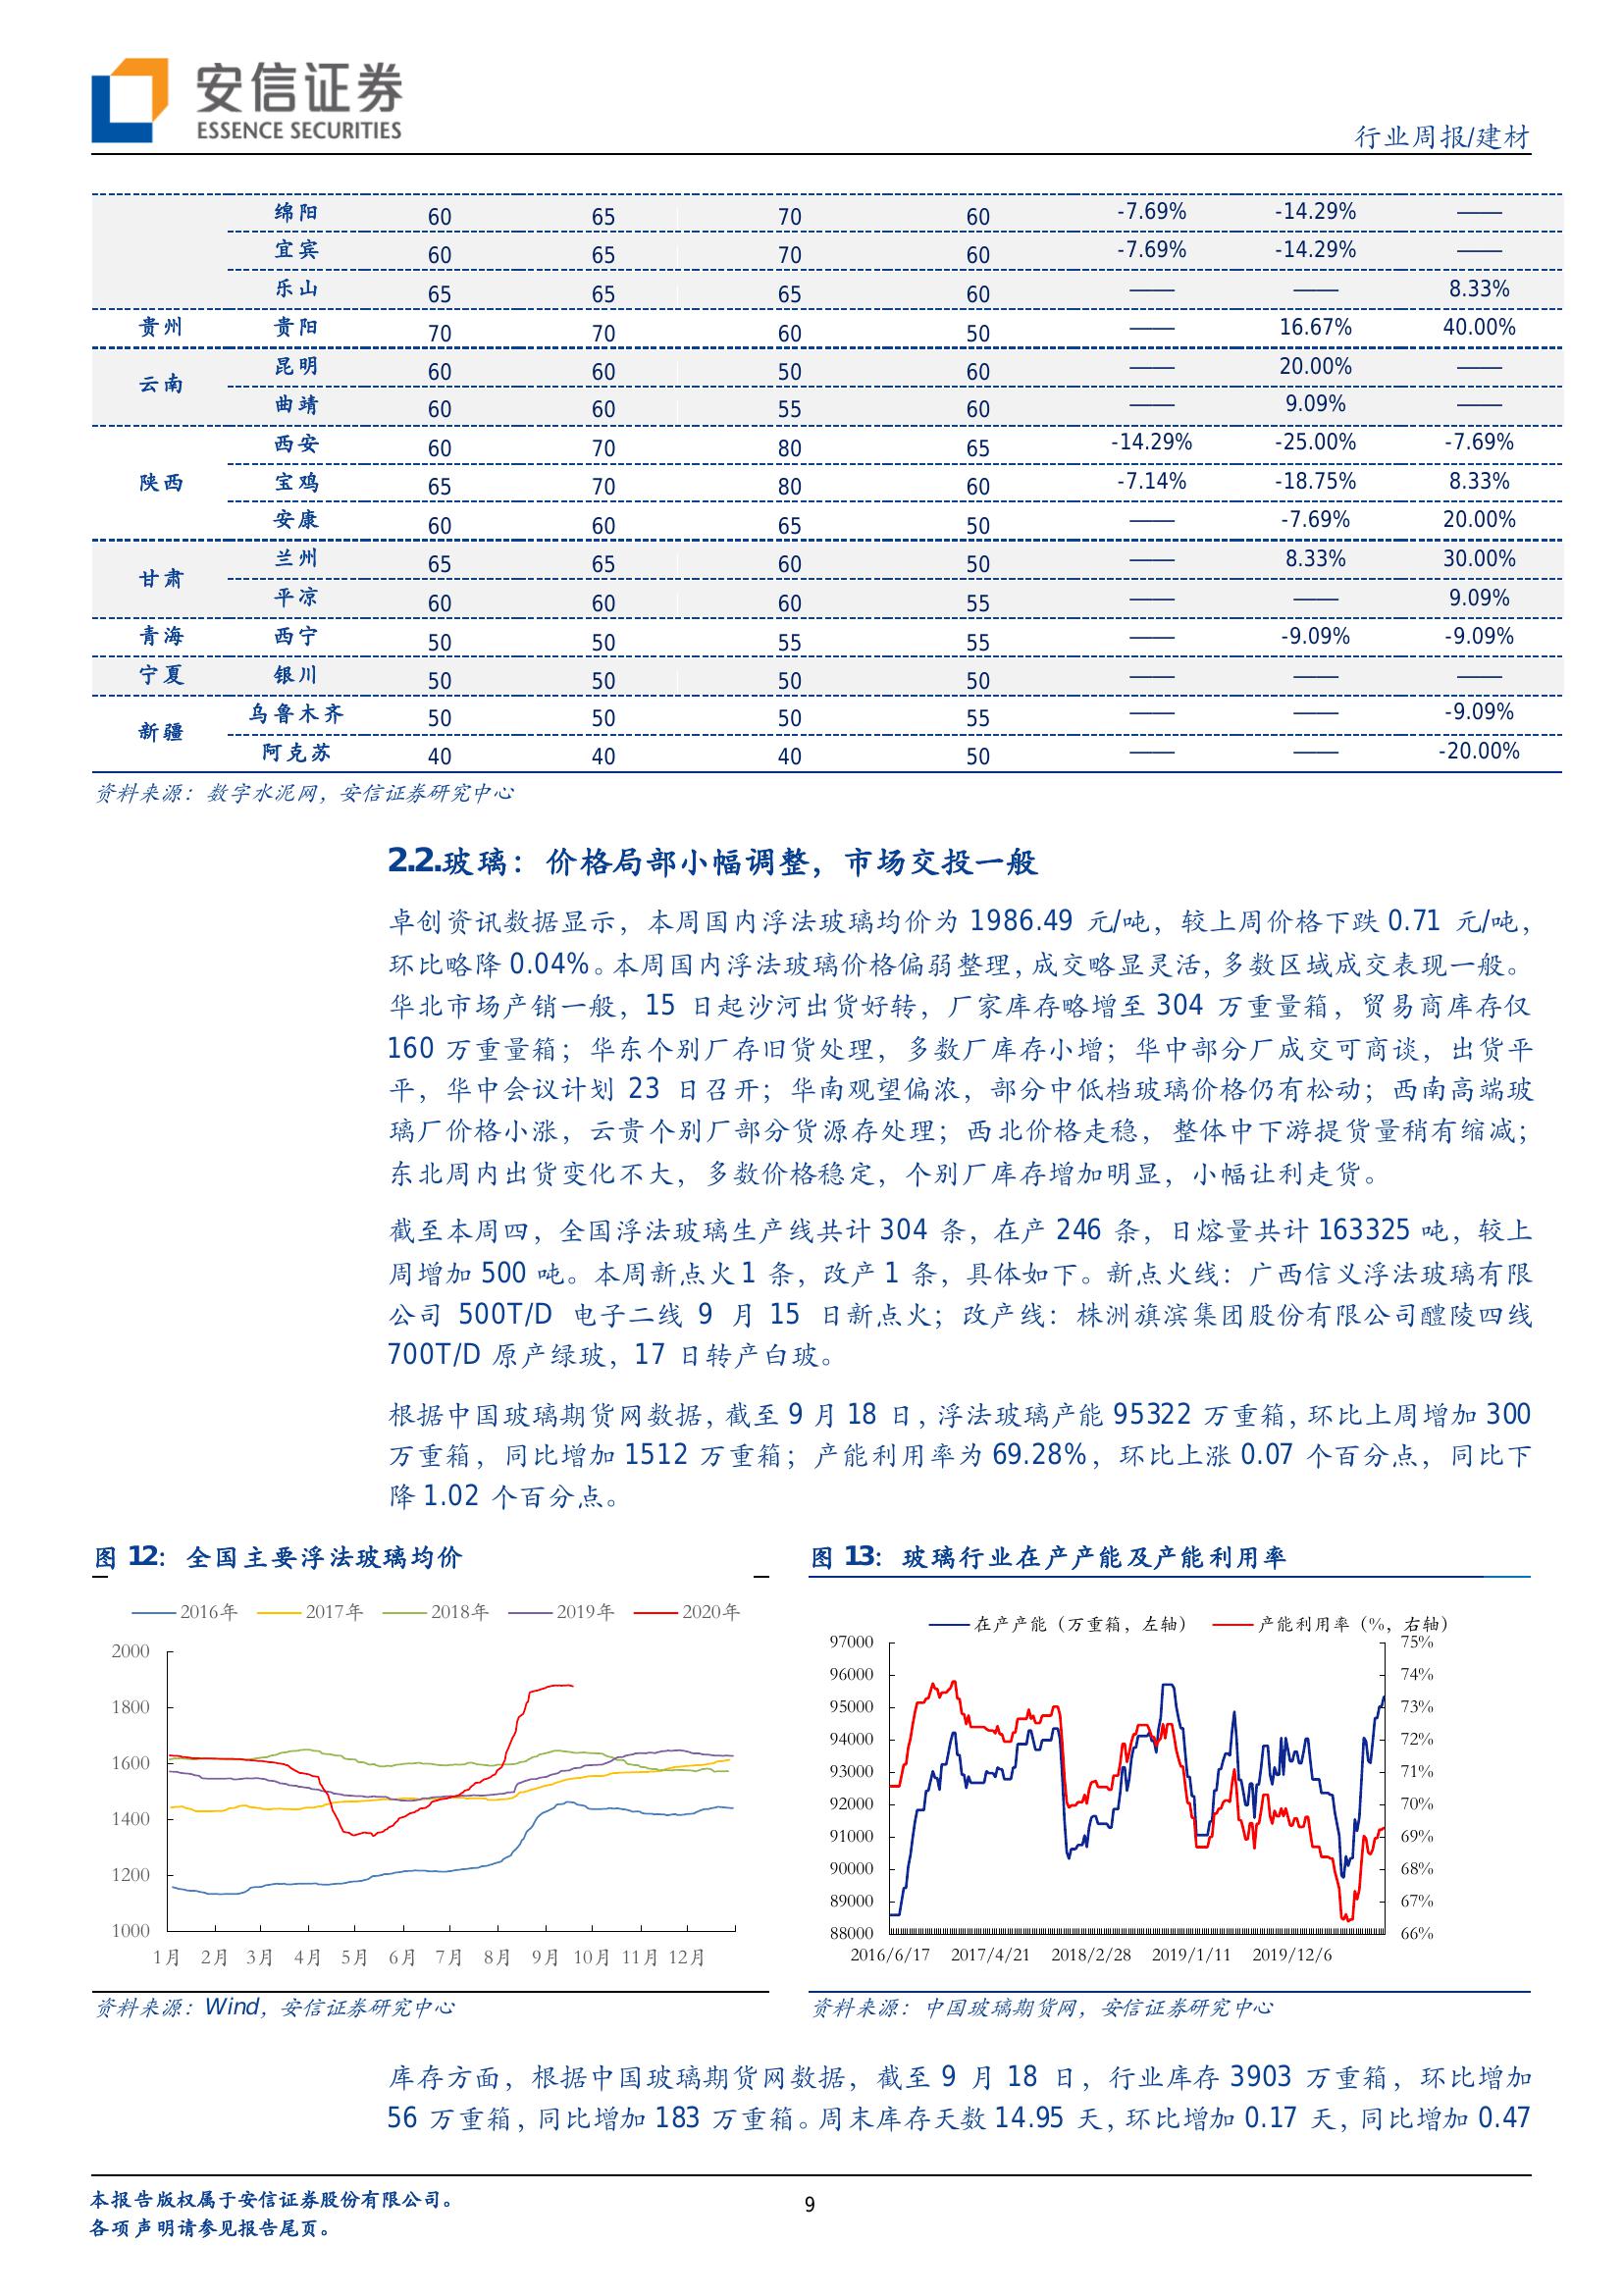 安信证券
ESSENCE SECURITIES
行业周报/建材
绵阳 60 65 70 60 -7.69% -14.29% ——
宜宾 60 65 70 60 -7.69% -14.29% ——
乐山 65 65 65 60 —— —— 8.33%
贵州 贵阳 70 70 60 50 —— 16.67% 40.00%
云南 昆明 60 60 50 60 —— 20.00% ——
曲靖 60 60 55 60 —— 9.09% ——
陕西 西安 60 70 80 65 -14.29% -25.00% -7.69%
宝鸡 65 70 80 60 -7.14% -18.75% 8.33%
安康 60 60 65 50 —— -7.69% 20.00%
甘肃 兰州 65 65 60 50 —— 8.33% 30.00%
平凉 60 60 60 55 —— —— 9.09%
青海 西宁 50 50 55 55 —— -9.09% -9.09%
宁夏 银川 50 50 50 50 —— —— ——
新疆 乌鲁木齐 50 50 50 55 —— —— -9.09%
阿克苏 40 40 40 50 —— —— -20.00%
资料来源：数字水泥网，安信证券研究中心
2.2.玻璃：价格局部小幅调整，市场交投一般
卓创资讯数据显示，本周国内浮法玻璃均价为 1986.49 元/吨，较上周价格下跌 0.71 元/吨，
环比略降 0.04%。本周国内浮法玻璃价格偏弱整理，成交略显灵活，多数区域成交表现一般。
华北市场产销一般，15 日起沙河出货好转，厂家库存略增至 304 万重量箱，贸易商库存仅
160 万重量箱；华东个别厂存旧货处理，多数厂库存小增；华中部分厂成交可商谈，出货平
平，华中会议计划 23 日召开；华南观望偏浓，部分中低档玻璃价格仍有松动；西南高端玻
璃厂价格小涨，云贵个别厂部分货源存处理；西北价格走稳，整体中下游提货量稍有缩减；
东北周内出货变化不大，多数价格稳定，个别厂库存增加明显，小幅让利走货。
截至本周四，全国浮法玻璃生产线共计 304 条，在产 246 条，日熔量共计 163325 吨，较上
周增加 500 吨。本周新点火 1 条，改产 1 条，具体如下。新点火线：广西信义浮法玻璃有限
公司 500T/D 电子二线 9 月 15 日新点火；改产线：株洲旗滨集团股份有限公司醴陵四线
700T/D 原产绿玻，17 日转产白玻。
根据中国玻璃期货网数据，截至 9 月 18 日，浮法玻璃产能 95322 万重箱，环比上周增加 300
万重箱，同比增加 1512 万重箱；产能利用率为 69.28%，环比上涨 0.07 个百分点，同比下
降 1.02 个百分点。
图 12：全国主要浮法玻璃均价
2016年 2017年 2018年 2019年 2020年
2000
1800
1600
1400
1200
1000
1月 2月 3月 4月 5月 6月 7月 8月 9月 10月 11月 12月
资料来源：Wind，安信证券研究中心
图 13：玻璃行业在产产能及产能利用率
在产产能（万重箱，左轴） 产能利用率（%，右轴）
97000 75%
96000 74%
95000 73%
94000 72%
93000 71%
92000 70%
91000 69%
90000 68%
89000 67%
88000 66%
2016/6/17 2017/4/21 2018/2/28 2019/1/11 2019/12/6
资料来源：中国玻璃期货网，安信证券研究中心
库存方面，根据中国玻璃期货网数据，截至 9 月 18 日，行业库存 3903 万重箱，环比增加
56 万重箱，同比增加 183 万重箱。周末库存天数 14.95 天，环比增加 0.17 天，同比增加 0.47
本报告版权属于安信证券股份有限公司。
各项声明请参见报告尾页。
9